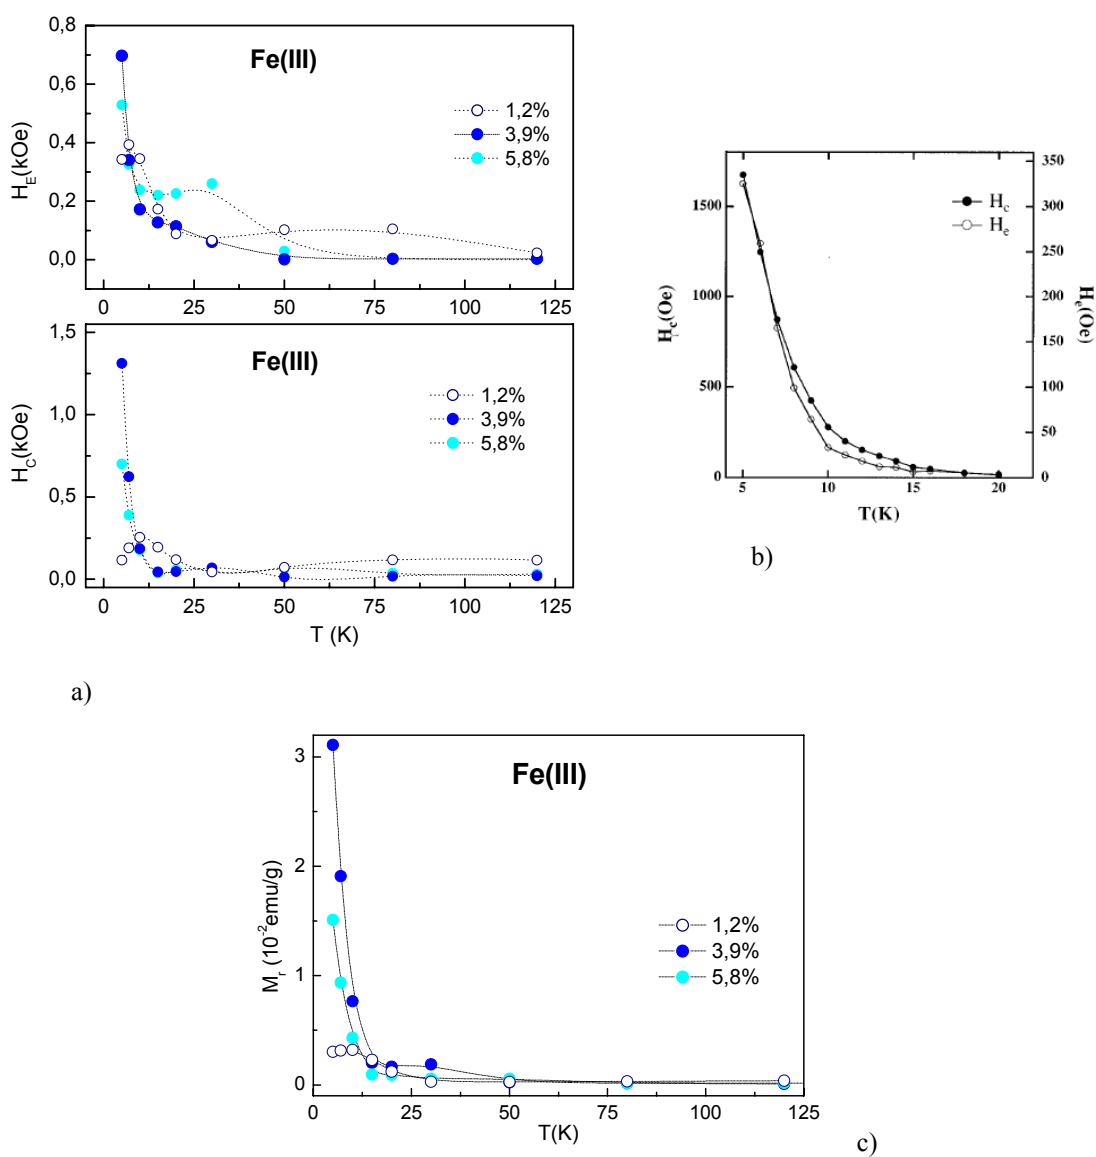 a)
Fe(III)
H_E(kOe)
0,8
0,6
0,4
0,2
0,0
1,2%
3,9%
5,8%
0 25 50 75 100 125
Fe(III)
H_C(kOe)
1,5
1,0
0,5
0,0
1,2%
3,9%
5,8%
0 25 50 75 100 125
T (K)
b)
H_c(Oe)
1500
1000
500
0
H_c
H_e
350
300
250
200
150
100
50
0
H_e(Oe)
5 10 15 20
T(K)
a)
Fe(III)
M_r (10^-2emu/g)
3
2
1
0
1,2%
3,9%
5,8%
0 25 50 75 100 125
T(K)
c)